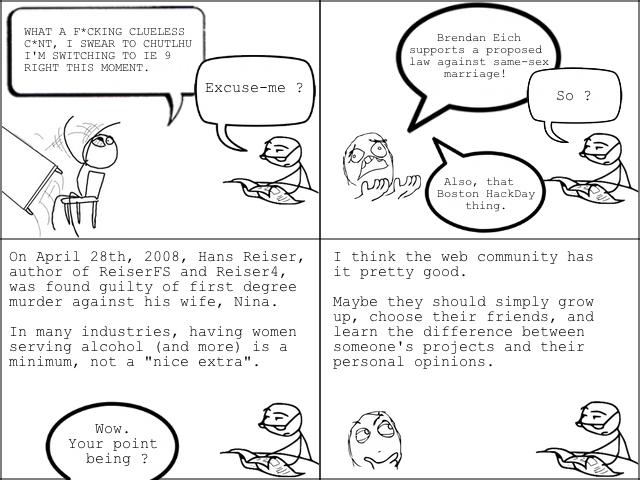 WHAT A F*CKING CLUELESS
C*NT, I SWEAR TO CHUTLHU
I'M SWITCHING TO IE 9
RIGHT THIS MOMENT.
Excuse-me ?
Brendan Eich
supports a proposed
law against same-sex
marriage!
So ?
Also, that
Boston HackDay
thing.
On April 28th, 2008, Hans Reiser,
author of ReiserFS and Reiser4,
was found guilty of first degree
murder against his wife, Nina.
In many industries, having women
serving alcohol (and more) is a
minimum, not a "nice extra".
Wow.
Your point
being ?
I think the web community has
it pretty good.
Maybe they should simply grow
up, choose their friends, and
learn the difference between
someone's projects and their
personal opinions.